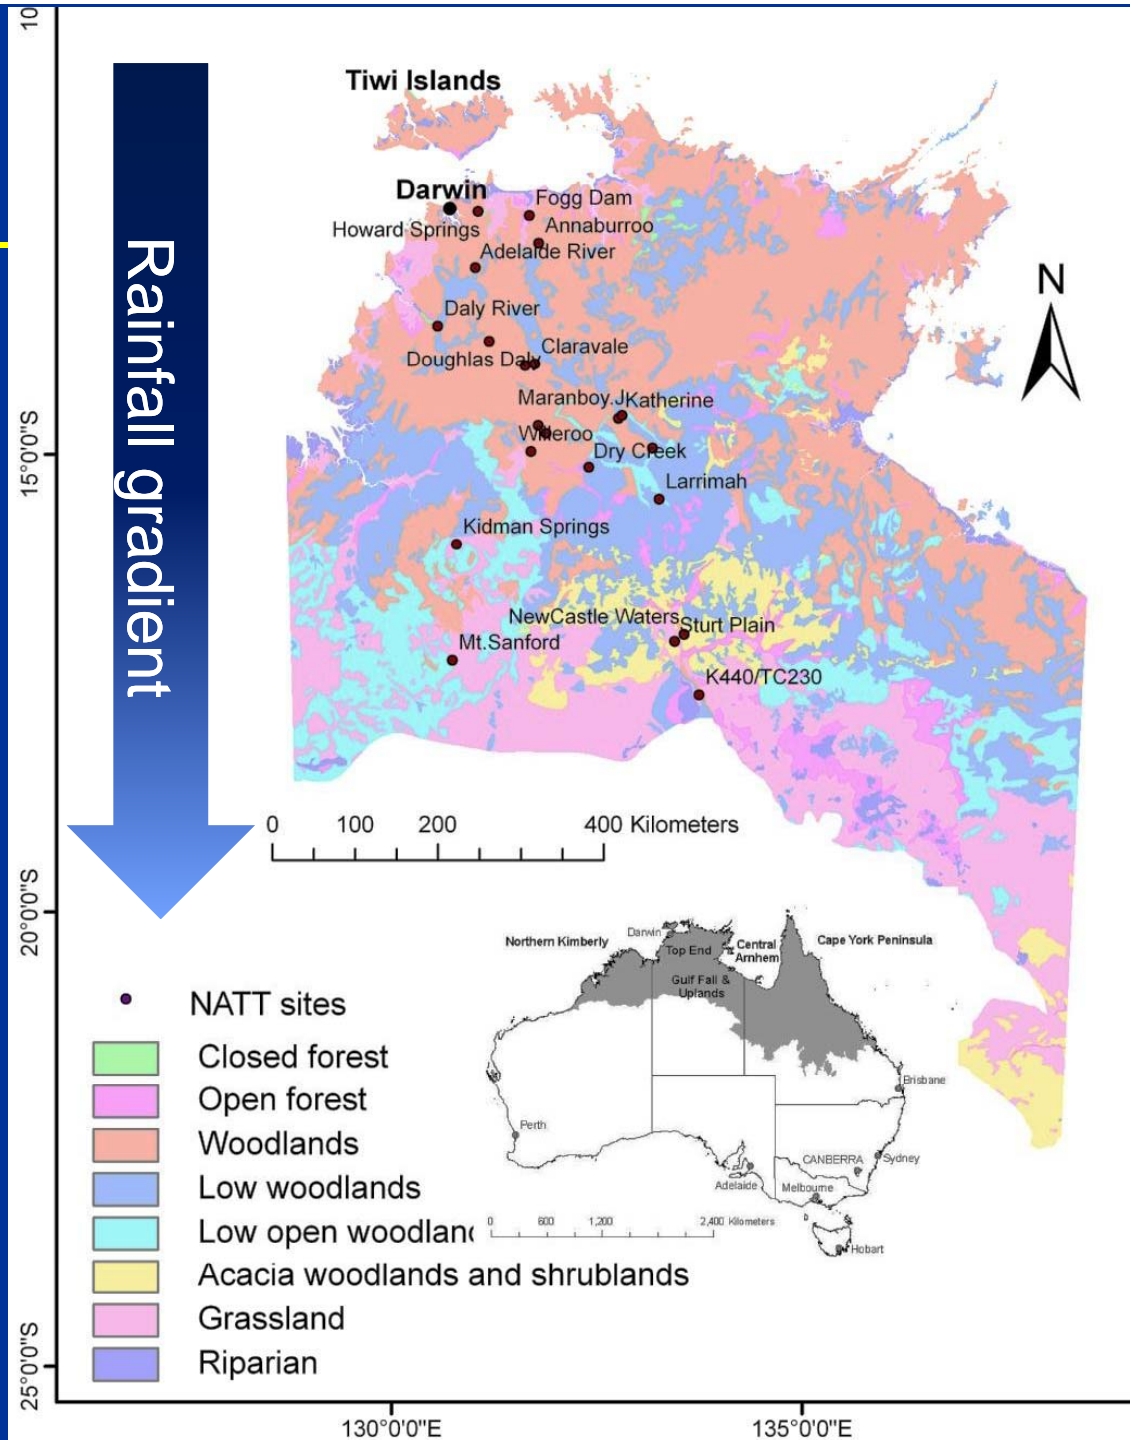 10
Tiwi Islands
Darwin
Fogg Dam
Howard Springs
Annaburroo
Adelaide River
Daly River
Claravale
Doughlas Daly
Maranboy.J
Katherine
Willeroo
Dry Creek
Larrimah
Kidman Springs
NewCastle Waters
Sturt Plain
Mt.Sanford
K440/TC230
N
Rainfall gradient
15°0'0"S
20°0'0"S
25°0'0"S
0 100 200 400 Kilometers
NATT sites
Closed forest
Open forest
Woodlands
Low woodlands
Low open woodlan
Acacia woodlands and shrublands
Grassland
Riparian
Darwin
Northern Kimberly
Top End
Central
Arnhem
Cape York Peninsula
Gulf Fall &
Uplands
Brisbane
Perth
CANBERRA
Sydney
Adelaide
Melbourne
0 600 1,200 2,400 Kilometers
Hobart
130°0'0"E
135°0'0"E